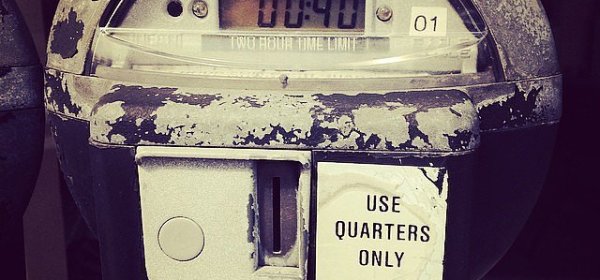 00:40
01
TWO HOUR TIME LIMIT
USE
QUARTERS
ONLY